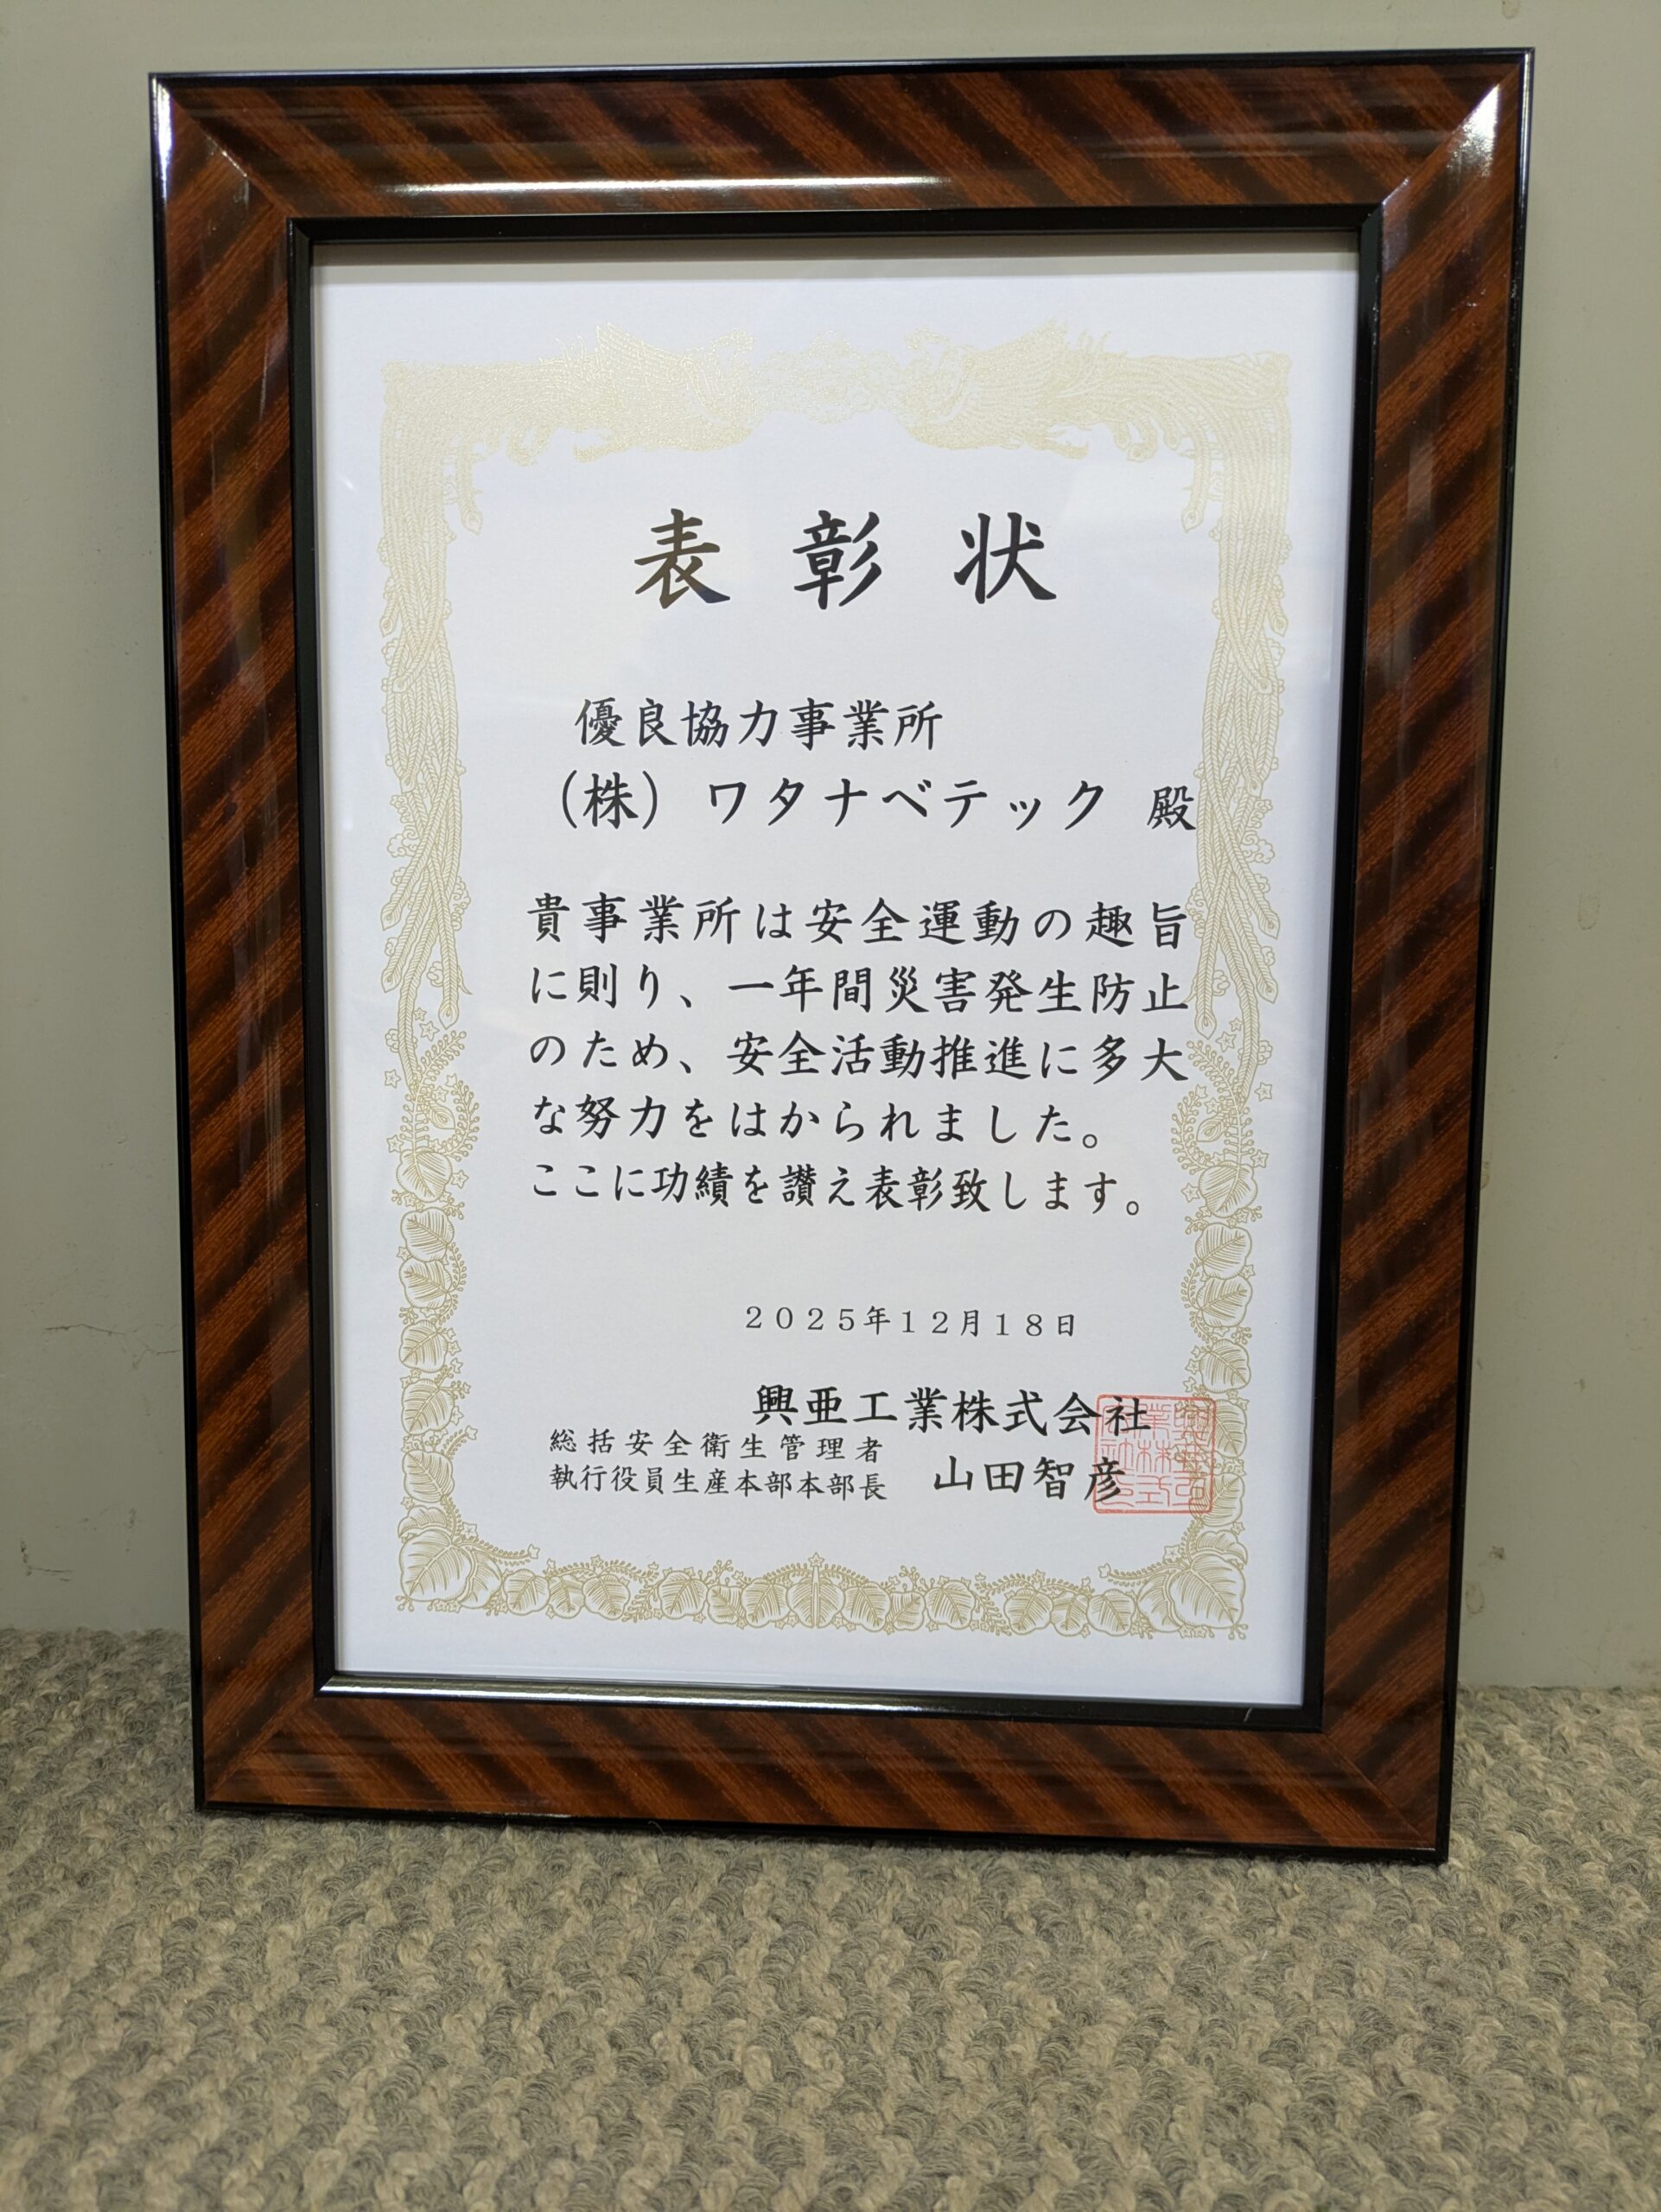 表彰状
優良協力事業所
（株）ワタナベテック 殿
貴事業所は安全運動の趣旨
に則り、一年間災害発生防止
のため、安全活動推進に多大
な努力をはかられました。
ここに功績を讃え表彰致します。
２０２５年１２月１８日
興亜工業株式会社
総括安全衛生管理者
執行役員生産本部本部長 山田智彦